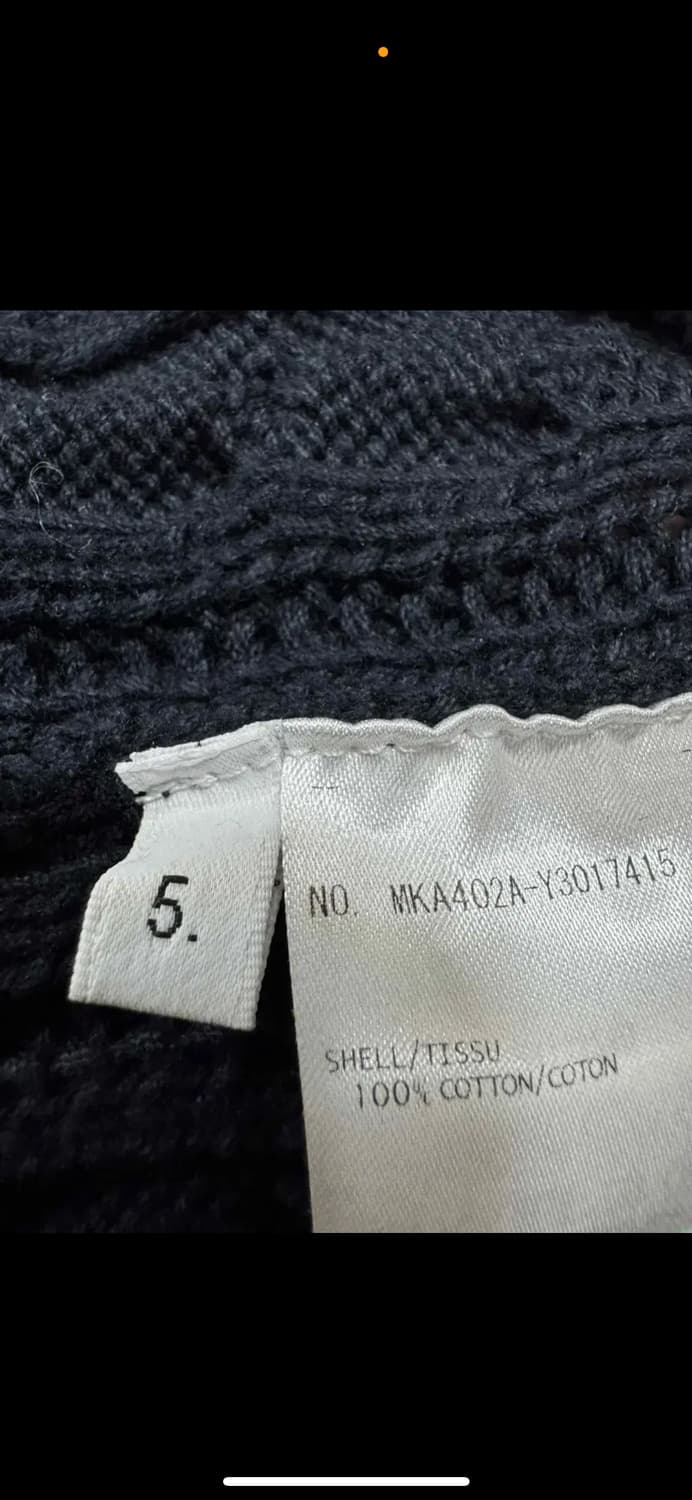 5.
NO. MKA402A-Y3017415
SHELL/TISSU
100% COTTON/COTON